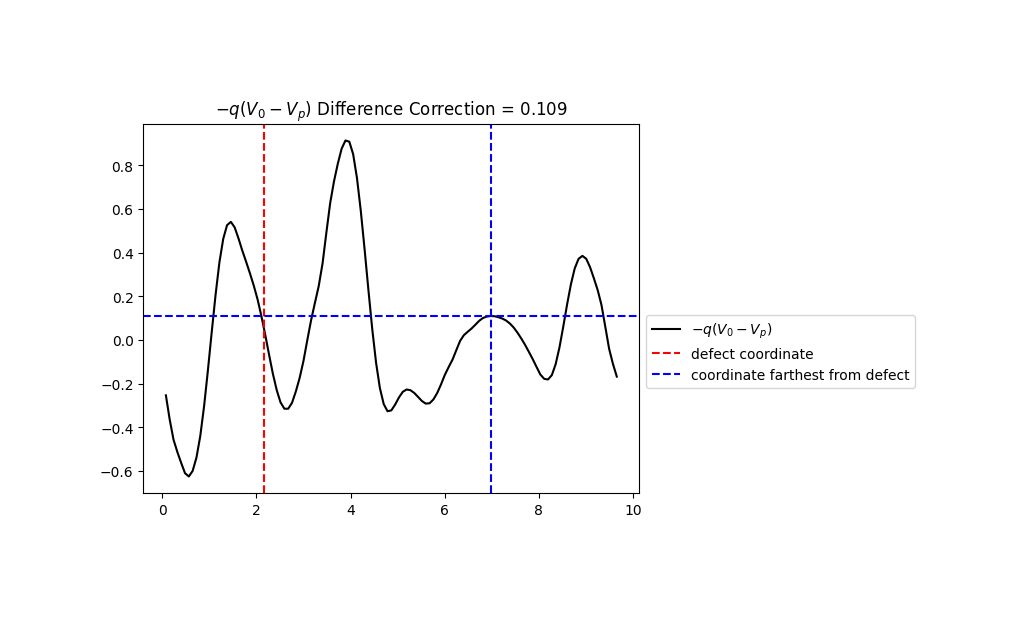 −q(V₀ − Vₚ) Difference Correction = 0.109
0.8
0.6
0.4
0.2
0.0
−0.2
−0.4
−0.6
0 2 4 6 8 10
−q(V₀ − Vₚ)
defect coordinate
coordinate farthest from defect